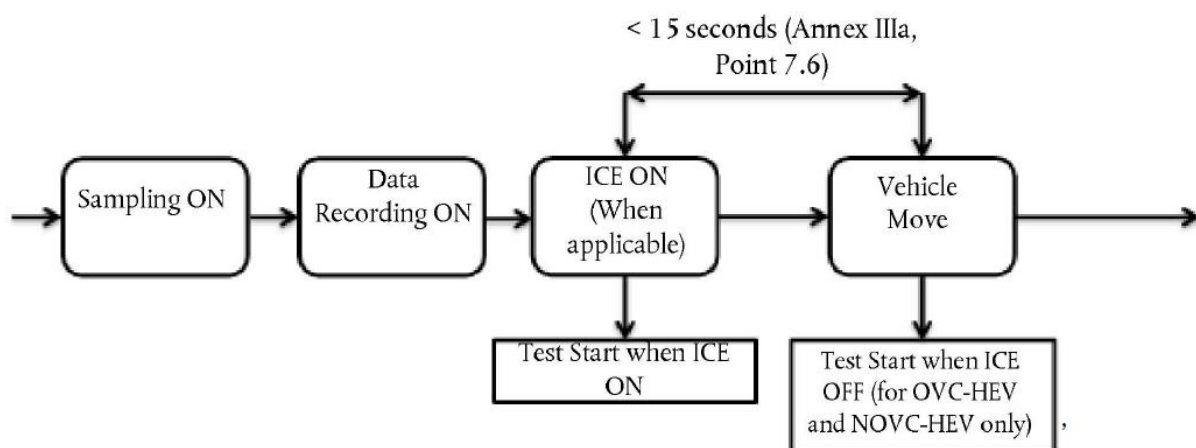 < 15 seconds (Annex IIIa,
Point 7.6)
Sampling ON
Data
Recording ON
ICE ON
(When
applicable)
Vehicle
Move
Test Start when ICE
ON
Test Start when ICE
OFF (for OVC-HEV
and NOVC-HEV only) ,